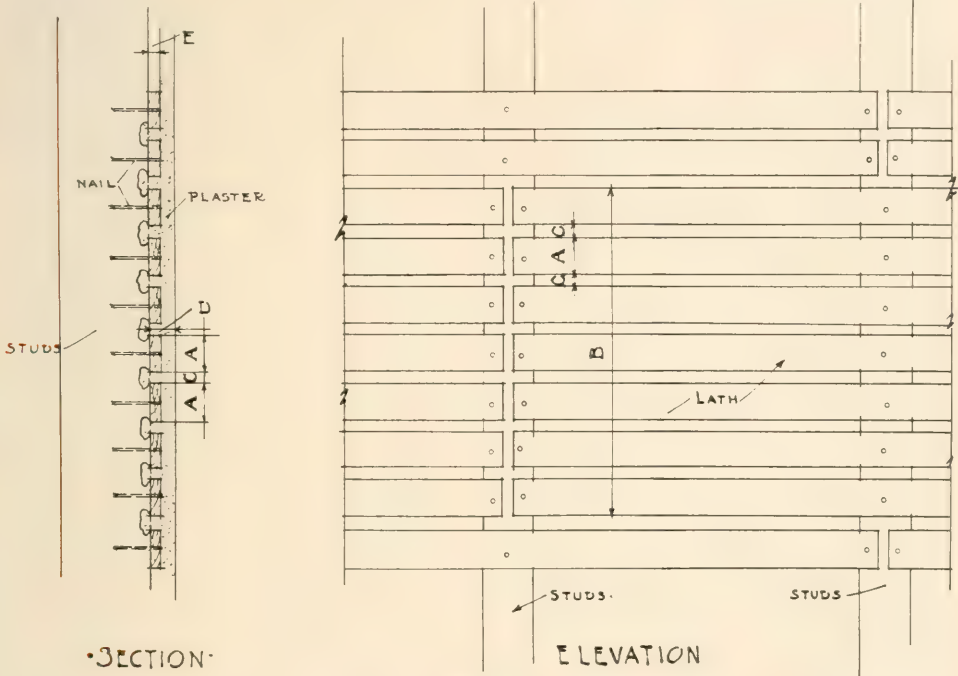 E
NAIL
PLASTER
D
STUDS
A
C
A
C
A
C
B
LATH
STUDS.
STUDS
·SECTION·
ELEVATION